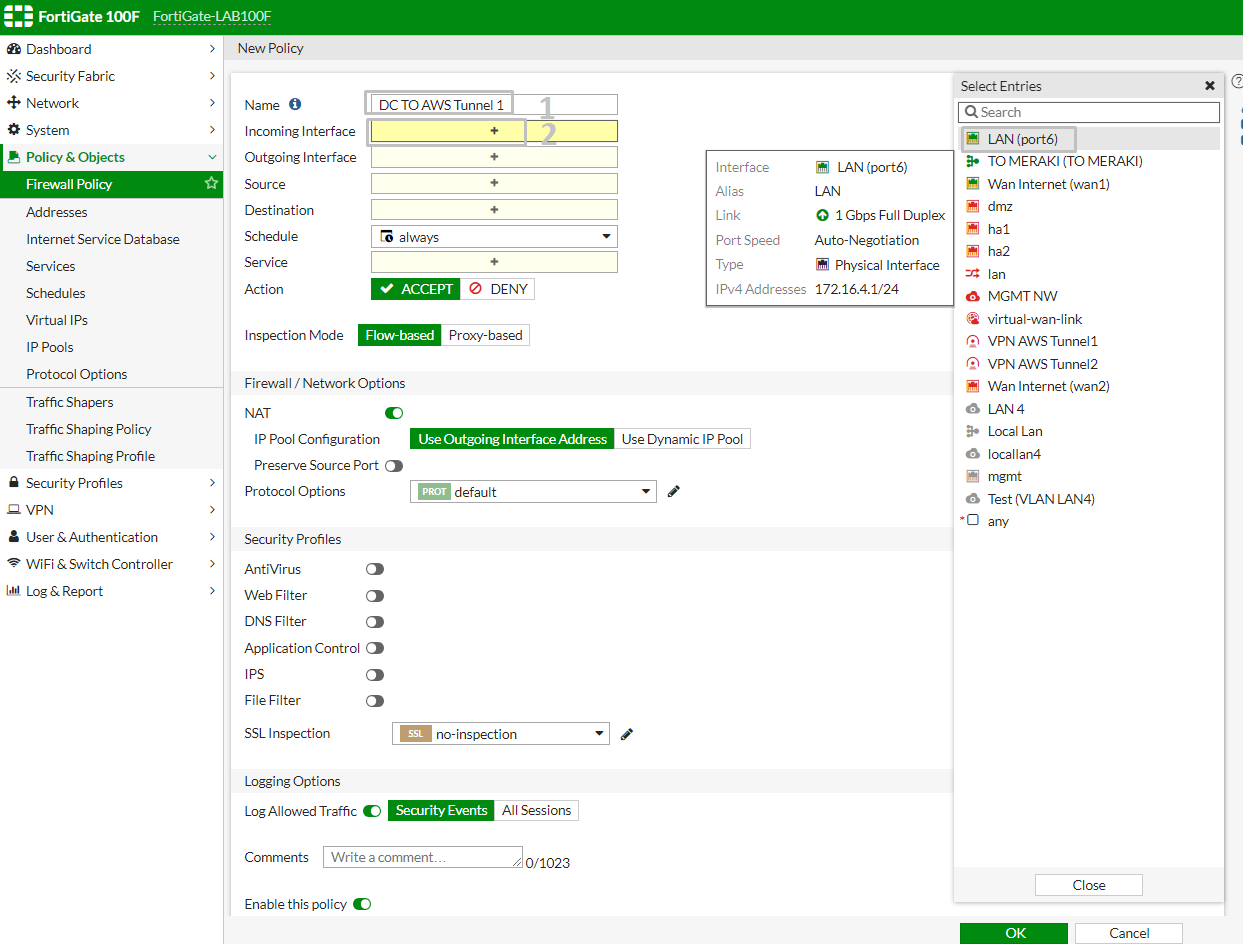 FortiGate 100F FortiGate-LAB100F
Dashboard
Security Fabric
Network
System
Policy & Objects
Firewall Policy
Addresses
Internet Service Database
Services
Schedules
Virtual IPs
IP Pools
Protocol Options
Traffic Shapers
Traffic Shaping Policy
Traffic Shaping Profile
Security Profiles
VPN
User & Authentication
WiFi & Switch Controller
Log & Report
New Policy
Name DC TO AWS Tunnel 1 1
Incoming Interface + 2
Outgoing Interface +
Source +
Destination +
Schedule always
Service +
Action ACCEPT DENY
Inspection Mode Flow-based Proxy-based
Firewall / Network Options
NAT
IP Pool Configuration Use Outgoing Interface Address Use Dynamic IP Pool
Preserve Source Port
Protocol Options PROT default
Security Profiles
AntiVirus
Web Filter
DNS Filter
Application Control
IPS
File Filter
SSL Inspection SSL no-inspection
Logging Options
Log Allowed Traffic Security Events All Sessions
Comments Write a comment... 0/1023
Enable this policy
Interface LAN (port6)
Alias LAN
Link 1 Gbps Full Duplex
Port Speed Auto-Negotiation
Type Physical Interface
IPv4 Addresses 172.16.4.1/24
Select Entries
Search
LAN (port6)
TO MERAKI (TO MERAKI)
Wan Internet (wan1)
dmz
ha1
ha2
lan
MGMT NW
virtual-wan-link
VPN AWS Tunnel1
VPN AWS Tunnel2
Wan Internet (wan2)
LAN 4
Local Lan
locallan4
mgmt
Test (VLAN LAN4)
* any
Close
OK Cancel